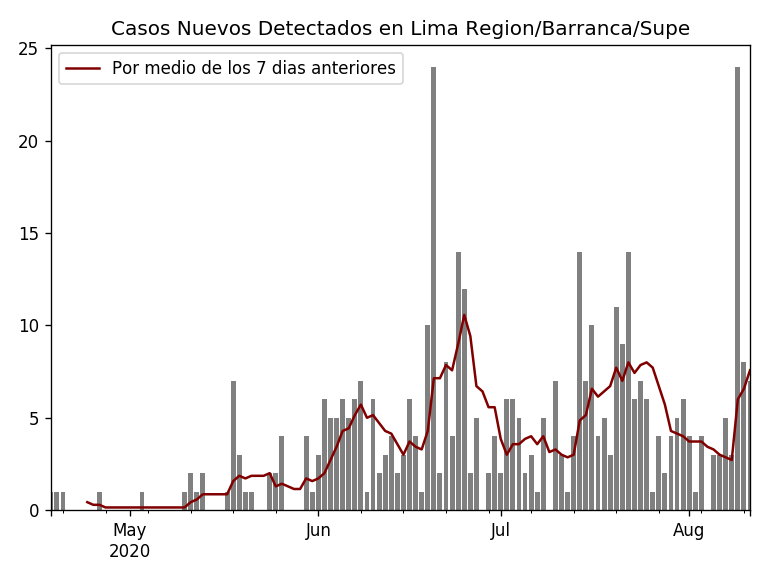 Casos Nuevos Detectados en Lima Region/Barranca/Supe
Por medio de los 7 dias anteriores
25
20
15
10
5
0
May
2020
Jun
Jul
Aug